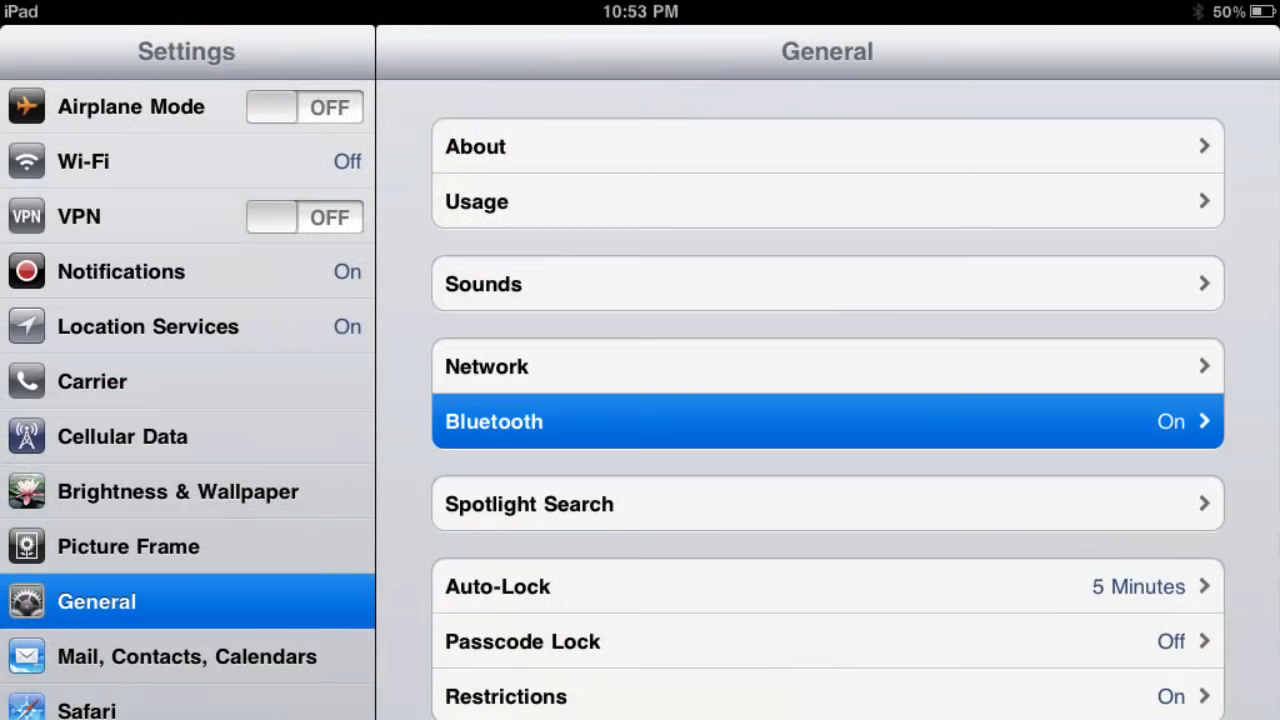 iPad 10:53 PM 50%
Settings
Airplane Mode OFF
Wi-Fi Off
VPN VPN OFF
Notifications On
Location Services On
Carrier
Cellular Data
Brightness & Wallpaper
Picture Frame
General
Mail, Contacts, Calendars
Safari
General
About
Usage
Sounds
Network
Bluetooth On
Spotlight Search
Auto-Lock 5 Minutes
Passcode Lock Off
Restrictions On